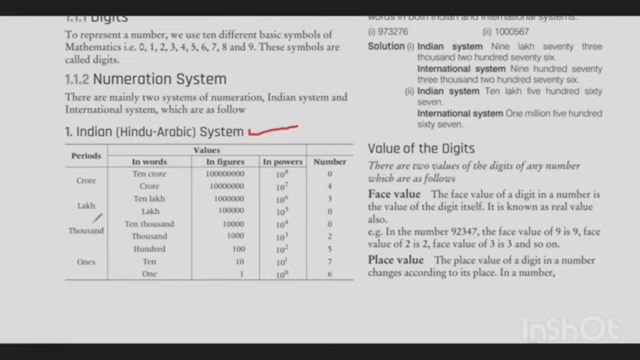 1.1.1 Digits
To represent a number, we use ten different basic symbols of
Mathematics i.e. 0, 1, 2, 3, 4, 5, 6, 7, 8 and 9. These symbols are
called digits.
1.1.2 Numeration System
There are mainly two systems of numeration, Indian system and
International system, which are as follow
1. Indian (Hindu-Arabic) System
Periods Values Number
In words In figures In powers
Crore Ten crore 100000000 10⁸ 0
Crore 10000000 10⁷ 4
Lakh Ten lakh 1000000 10⁶ 3
Lakh 100000 10⁵ 0
Thousand Ten thousand 10000 10⁴ 0
Thousand 1000 10³ 2
Ones Hundred 100 10² 5
Ten 10 10¹ 7
One 1 10⁰ 6
words in both Indian and International systems.
(i) 973276 (ii) 1000567
Solution (i) Indian system Nine lakh seventy three
thousand two hundred seventy six.
International system Nine hundred seventy
three thousand two hundred seventy six.
(ii) Indian system Ten lakh five hundred sixty
seven.
International system One million five hundred
sixty seven.
Value of the Digits
There are two values of the digits of any number
which are as follows
Face value The face value of a digit in a number is
the value of the digit itself. It is known as real value
also.
e.g. In the number 92347, the face value of 9 is 9, face
value of 2 is 2, face value of 3 is 3 and so on.
Place value The place value of a digit in a number
changes according to its place. In a number,
InShOt